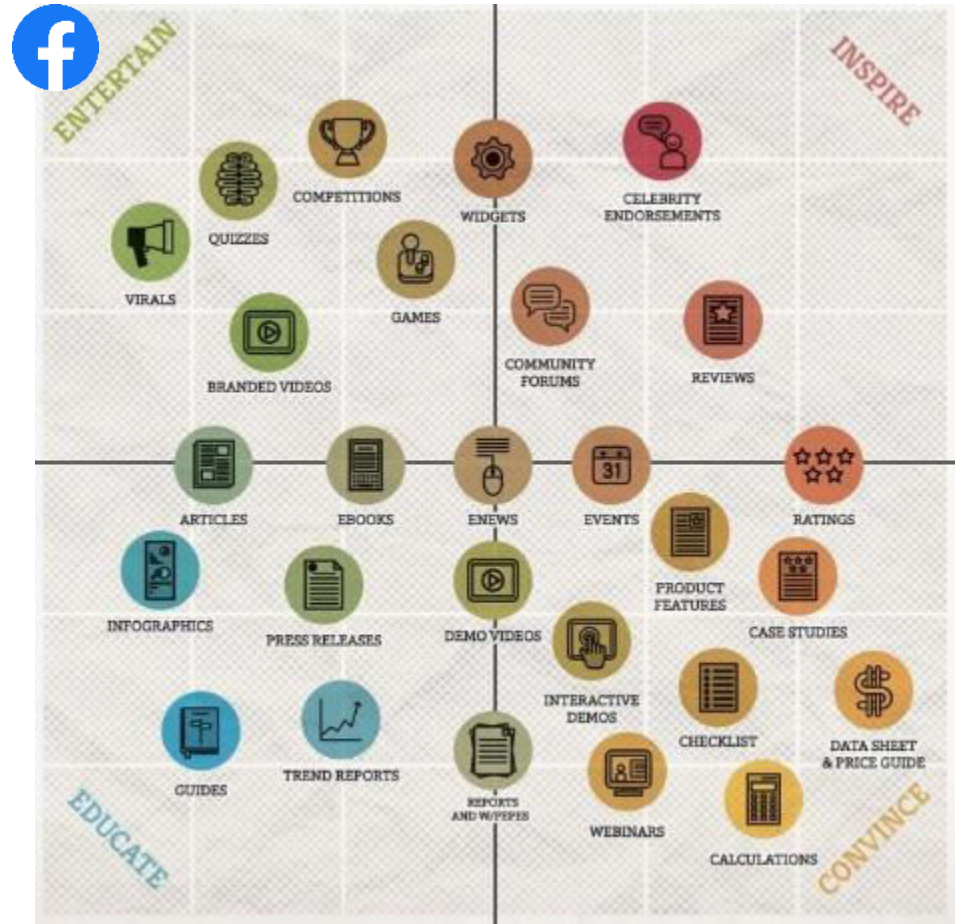 ENTERTAIN
INSPIRE
COMPETITIONS
WIDGETS
CELEBRITY
ENDORSEMENTS
QUIZZES
VIRALS
GAMES
BRANDED VIDEOS
COMMUNITY
FORUMS
REVIEWS
31
ARTICLES
EBOOKS
ENEWS
EVENTS
RATINGS
INFOGRAPHICS
PRESS RELEASES
DEMO VIDEOS
PRODUCT
FEATURES
CASE STUDIES
INTERACTIVE
DEMOS
CHECKLIST
DATA SHEET
& PRICE GUIDE
GUIDES
TREND REPORTS
REPORTS
AND W/PEPES
WEBINARS
CALCULATIONS
EDUCATE
CONVINCE